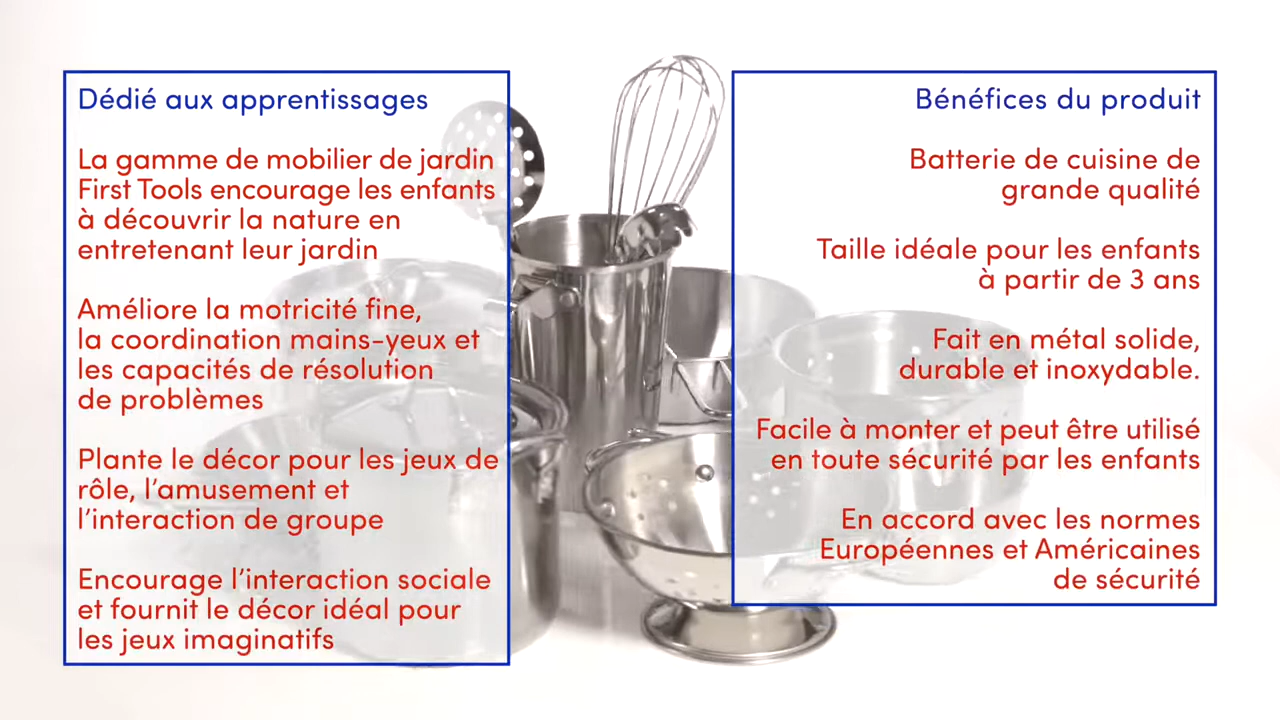 Dédié aux apprentissages
La gamme de mobilier de jardin
First Tools encourage les enfants
à découvrir la nature en
entretenant leur jardin
Améliore la motricité fine,
la coordination mains-yeux et
les capacités de résolution
de problèmes
Plante le décor pour les jeux de
rôle, l'amusement et
l'interaction de groupe
Encourage l'interaction sociale
et fournit le décor idéal pour
les jeux imaginatifs
Bénéfices du produit
Batterie de cuisine de
grande qualité
Taille idéale pour les enfants
à partir de 3 ans
Fait en métal solide,
durable et inoxydable.
Facile à monter et peut être utilisé
en toute sécurité par les enfants
En accord avec les normes
Européennes et Américaines
de sécurité